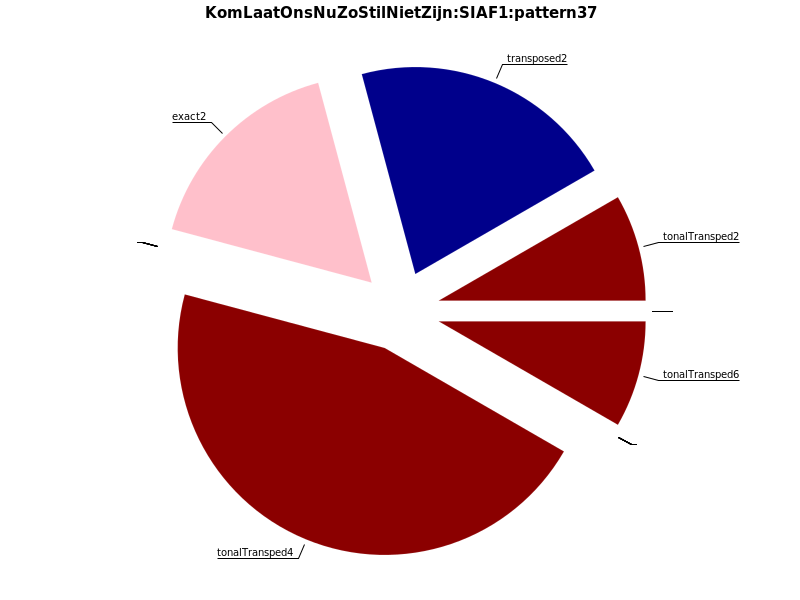 KomLaatOnsNuZoStilNietZijn:SIAF1:pattern37
transposed2
exact2
tonalTransped2
tonalTransped6
tonalTransped4